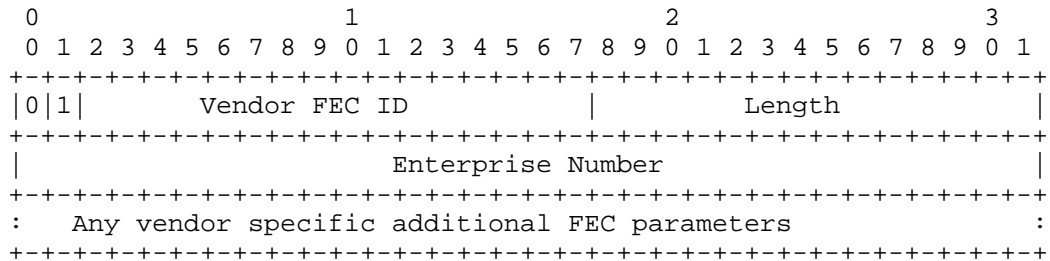 0                   1                   2                   3
 0 1 2 3 4 5 6 7 8 9 0 1 2 3 4 5 6 7 8 9 0 1 2 3 4 5 6 7 8 9 0 1
+-+-+-+-+-+-+-+-+-+-+-+-+-+-+-+-+-+-+-+-+-+-+-+-+-+-+-+-+-+-+-+-+
|0|1|       Vendor FEC ID           |         Length            |
+-+-+-+-+-+-+-+-+-+-+-+-+-+-+-+-+-+-+-+-+-+-+-+-+-+-+-+-+-+-+-+-+
|                       Enterprise Number                       |
+-+-+-+-+-+-+-+-+-+-+-+-+-+-+-+-+-+-+-+-+-+-+-+-+-+-+-+-+-+-+-+-+
:   Any vendor specific additional FEC parameters               :
+-+-+-+-+-+-+-+-+-+-+-+-+-+-+-+-+-+-+-+-+-+-+-+-+-+-+-+-+-+-+-+-+